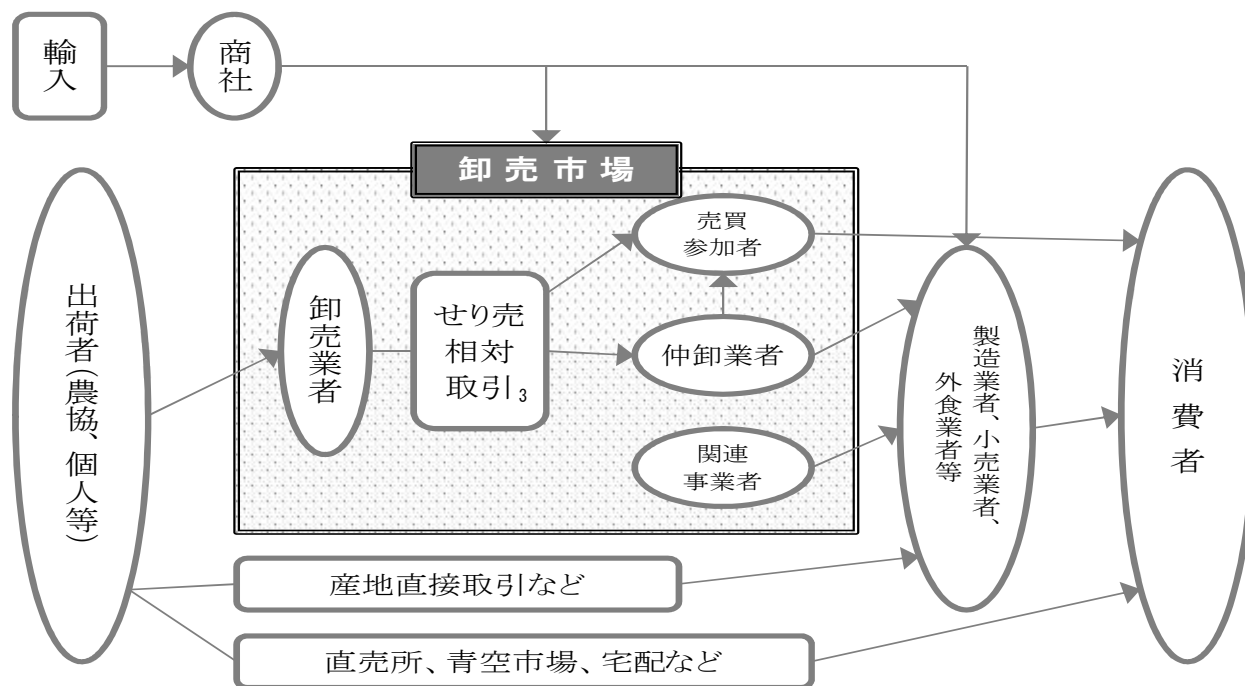 輸入
商社
卸売市場
出荷者(農協、個人等)
卸売業者
せり売
相対
取引3
売買
参加者
仲卸業者
関連
事業者
製造業者、小売業者、
外食業者等
消費者
産地直接取引など
直売所、青空市場、宅配など